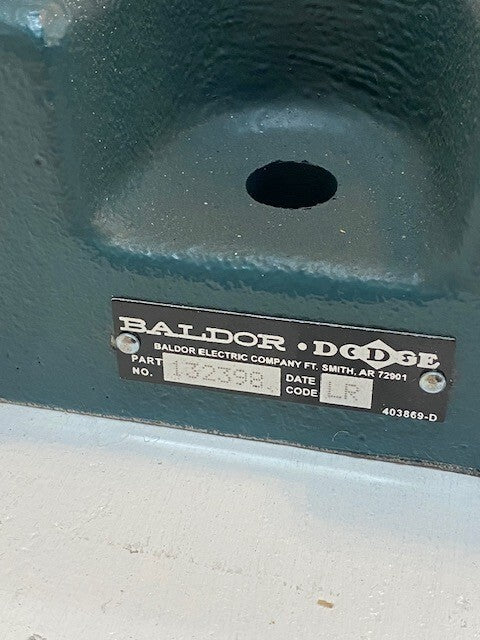 BALDOR • DODGE
BALDOR ELECTRIC COMPANY FT. SMITH, AR 72901
PART NO. 132398 DATE CODE LR
403869-D